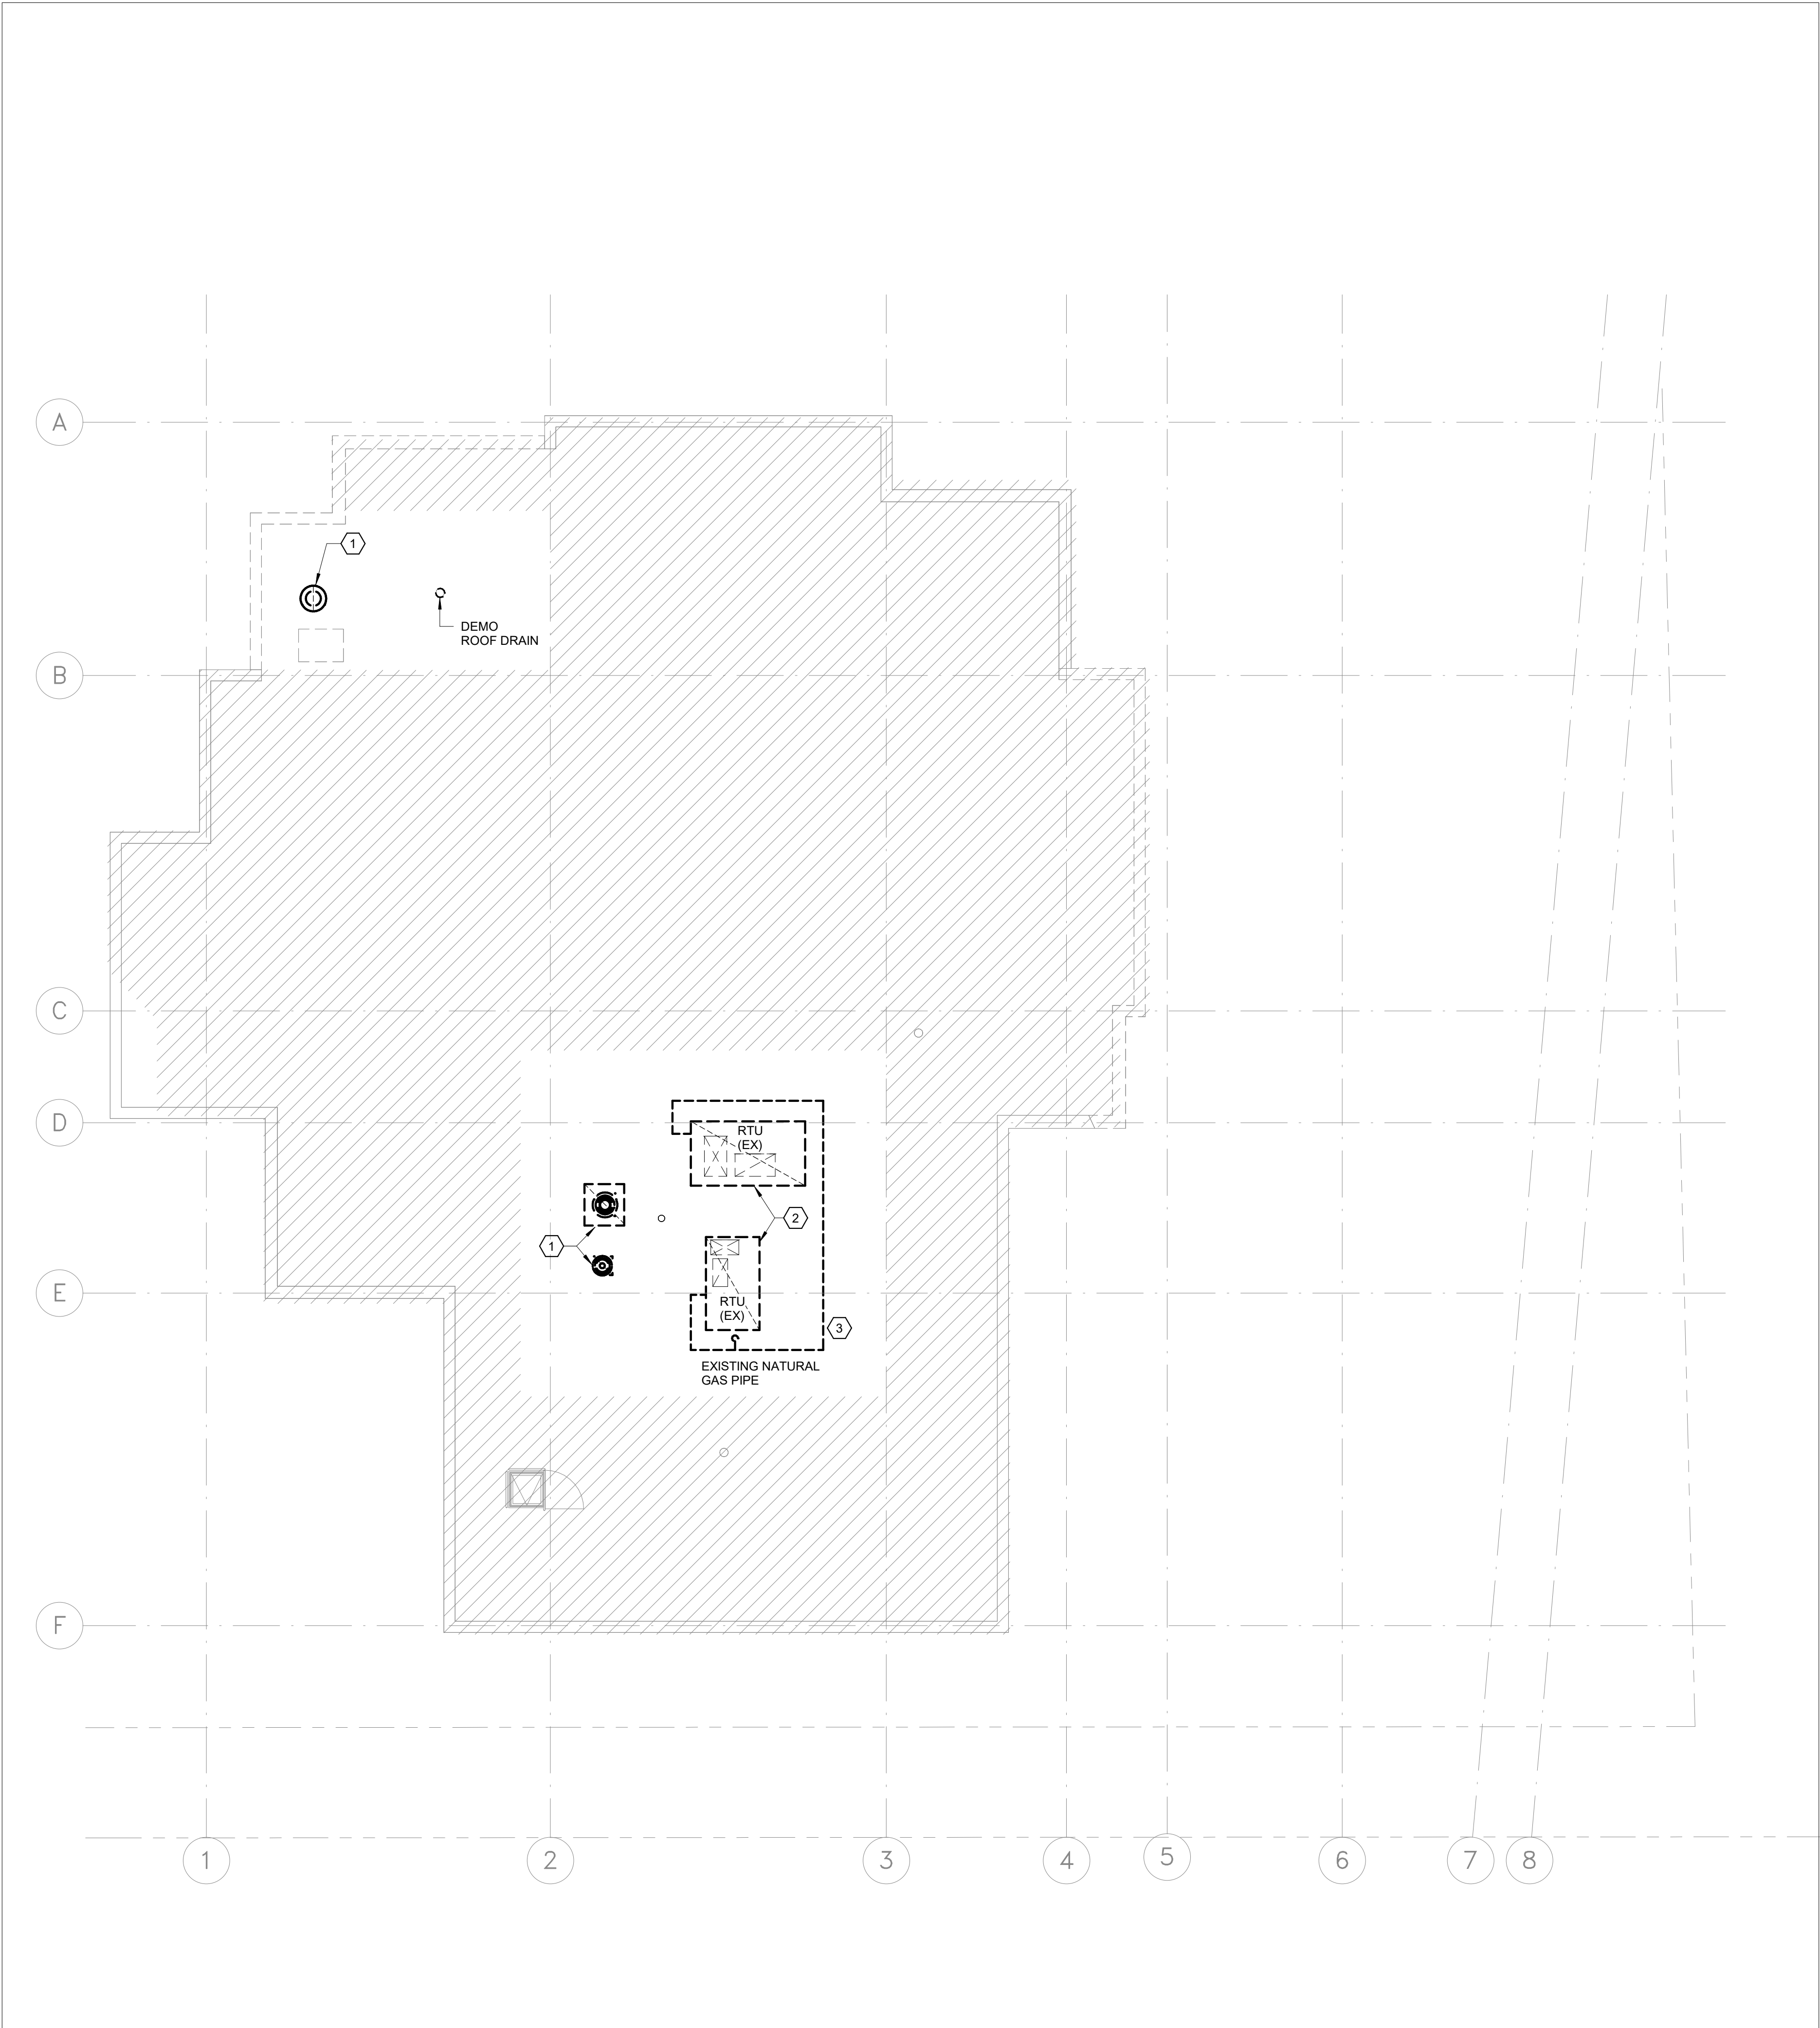 A
1
DEMO
ROOF DRAIN
B
C
D
RTU
(EX)
2
1
E
RTU
(EX)
3
EXISTING NATURAL
GAS PIPE
F
1
2
3
4
5
6
7
8